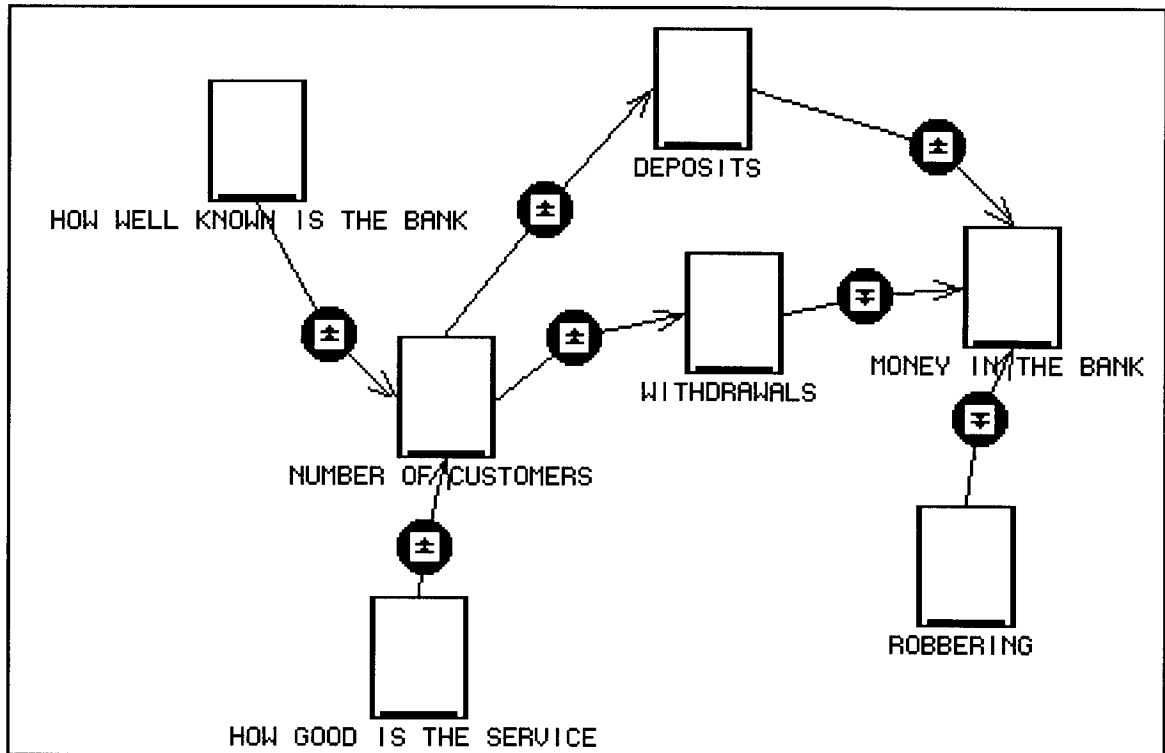 DEPOSITS
HOW WELL KNOWN IS THE BANK
MONEY IN THE BANK
WITHDRAWALS
NUMBER OF CUSTOMERS
ROBBERING
HOW GOOD IS THE SERVICE